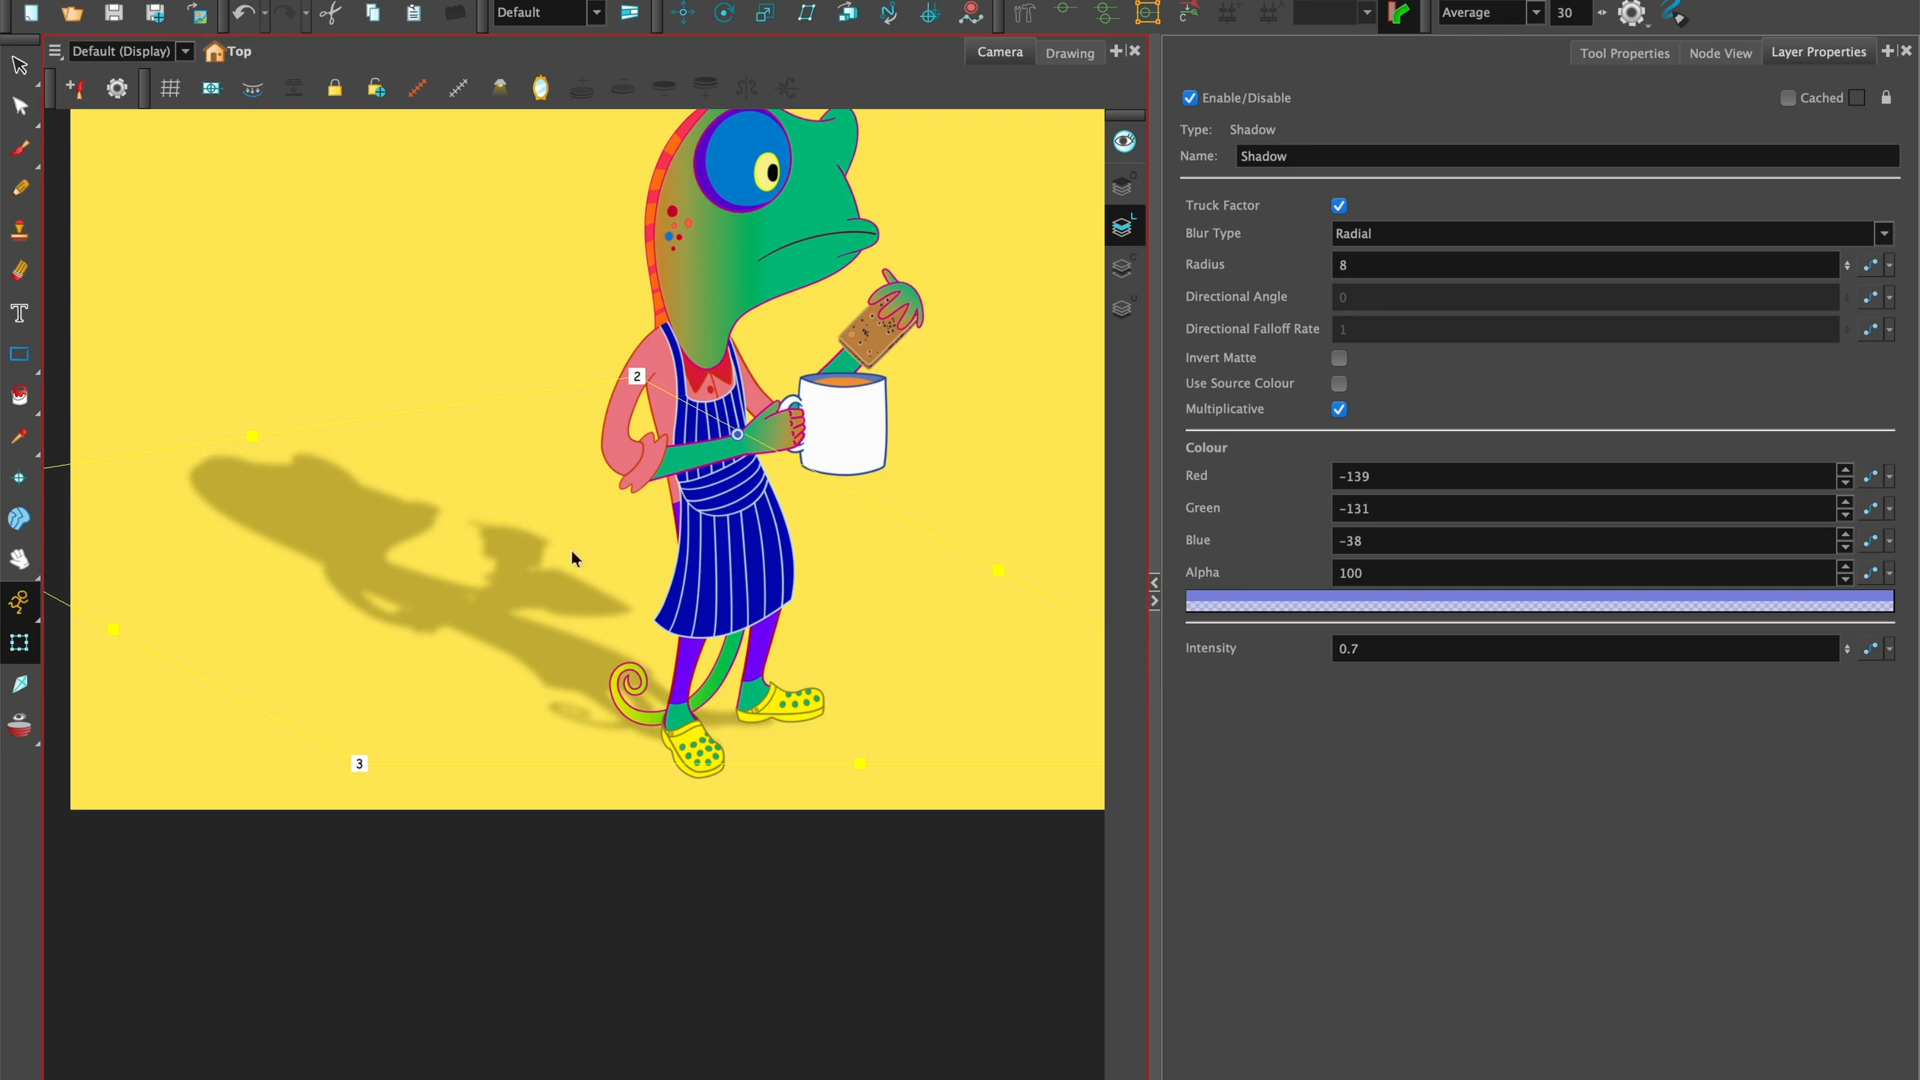 Default
Average
30
Default (Display)
Top
Camera
Drawing
Tool Properties
Node View
Layer Properties
Enable/Disable
Cached
Type: Shadow
Name: Shadow
Truck Factor
Blur Type Radial
Radius 8
Directional Angle 0
Directional Falloff Rate 1
Invert Matte
Use Source Colour
Multiplicative
Colour
Red -139
Green -131
Blue -38
Alpha 100
Intensity 0.7
2
3